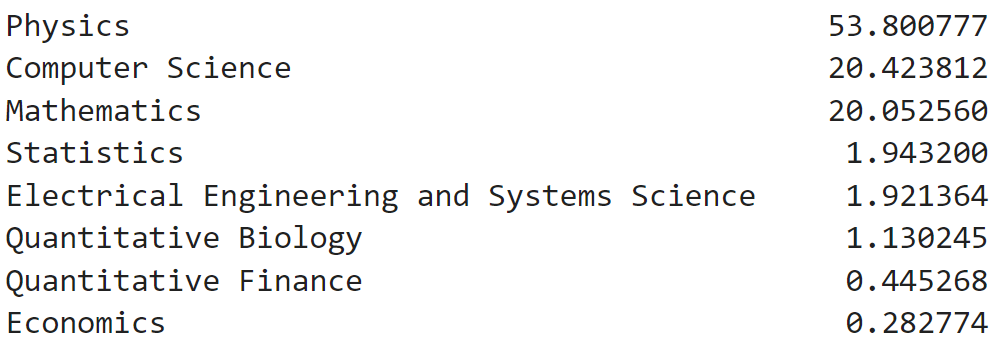 Physics 53.800777
Computer Science 20.423812
Mathematics 20.052560
Statistics 1.943200
Electrical Engineering and Systems Science 1.921364
Quantitative Biology 1.130245
Quantitative Finance 0.445268
Economics 0.282774